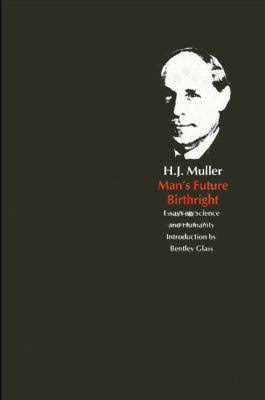 H.J. Muller
Man's Future
Birthright
Essays on Science
and Humanity
Introduction by
Bentley Glass